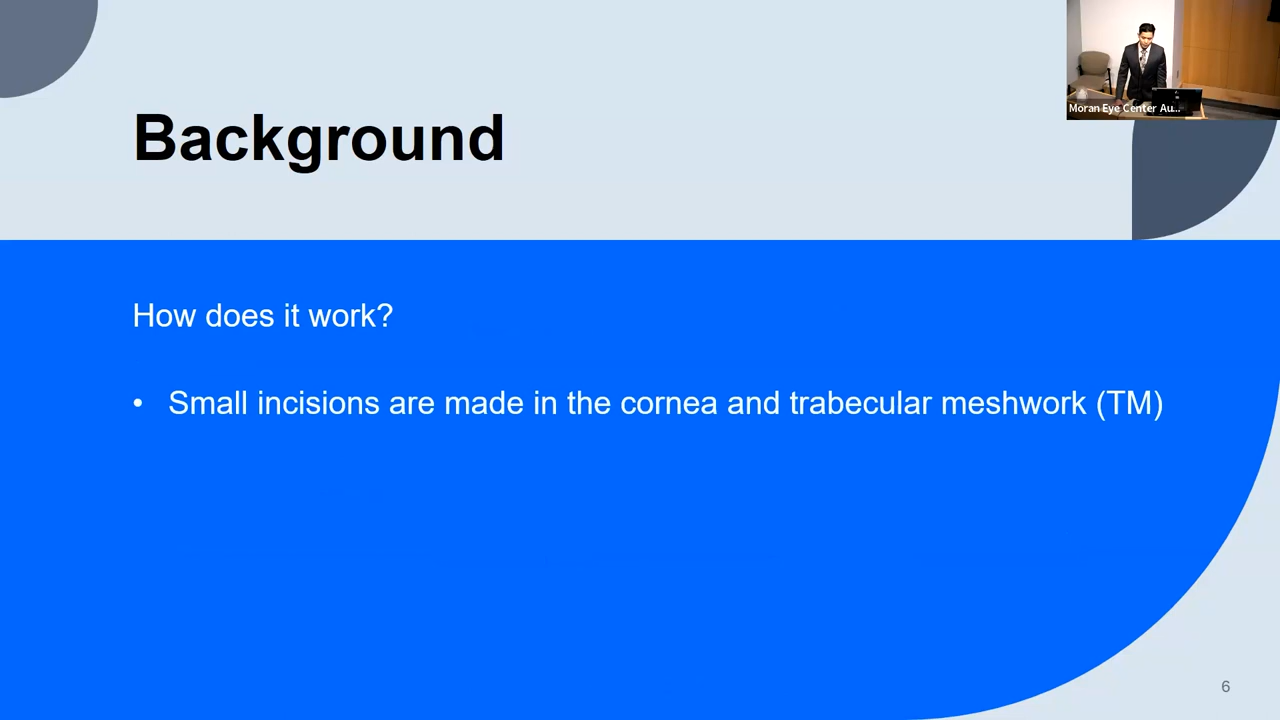 Moran Eye Center Au...
Background
How does it work?
• Small incisions are made in the cornea and trabecular meshwork (TM)
6